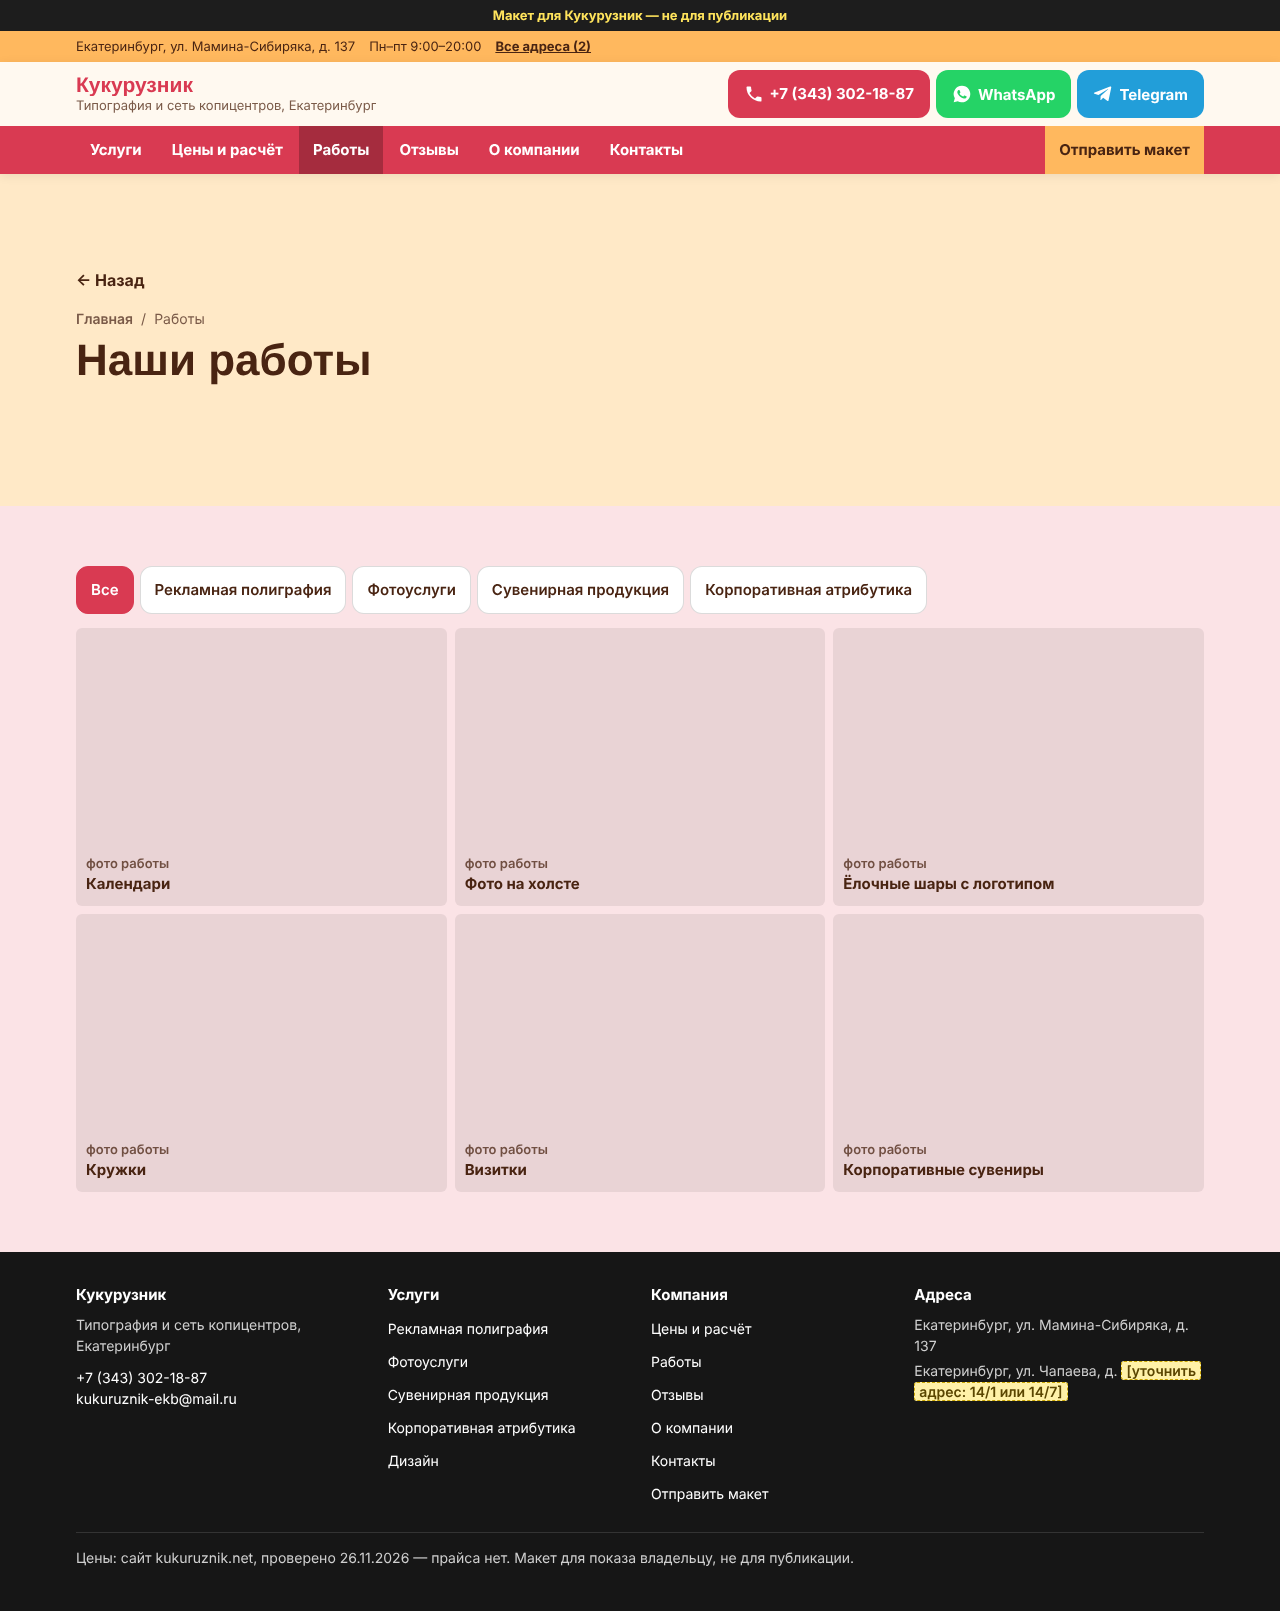 Макет для Кукурузник — не для публикации
Екатеринбург, ул. Мамина-Сибиряка, д. 137 Пн–пт 9:00–20:00 Все адреса (2)
Кукурузник
Типография и сеть копицентров, Екатеринбург
+7 (343) 302-18-87
WhatsApp
Telegram
Услуги Цены и расчёт Работы Отзывы О компании Контакты Отправить макет
← Назад
Главная / Работы
Наши работы
Все Рекламная полиграфия Фотоуслуги Сувенирная продукция Корпоративная атрибутика
фото работы
Календари
фото работы
Фото на холсте
фото работы
Ёлочные шары с логотипом
фото работы
Кружки
фото работы
Визитки
фото работы
Корпоративные сувениры
Кукурузник
Типография и сеть копицентров,
Екатеринбург
+7 (343) 302-18-87
kukuruznik-ekb@mail.ru
Услуги
Рекламная полиграфия
Фотоуслуги
Сувенирная продукция
Корпоративная атрибутика
Дизайн
Компания
Цены и расчёт
Работы
Отзывы
О компании
Контакты
Отправить макет
Адреса
Екатеринбург, ул. Мамина-Сибиряка, д.
137
Екатеринбург, ул. Чапаева, д. [уточнить
адрес: 14/1 или 14/7]
Цены: сайт kukuruznik.net, проверено 26.11.2026 — прайса нет. Макет для показа владельцу, не для публикации.